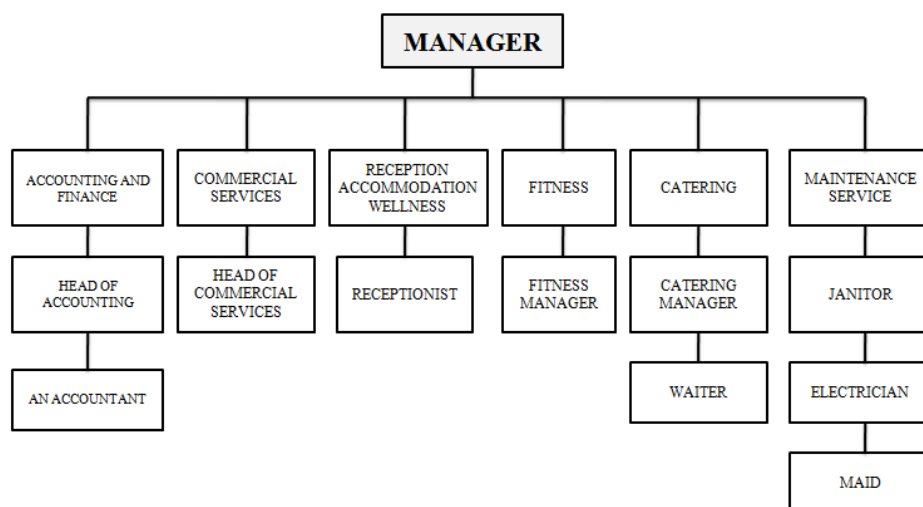 MANAGER
ACCOUNTING AND
FINANCE
COMMERCIAL
SERVICES
RECEPTION
ACCOMMODATION
WELLNESS
FITNESS
CATERING
MAINTENANCE
SERVICE
HEAD OF
ACCOUNTING
HEAD OF
COMMERCIAL
SERVICES
RECEPTIONIST
FITNESS
MANAGER
CATERING
MANAGER
JANITOR
AN ACCOUNTANT
WAITER
ELECTRICIAN
MAID